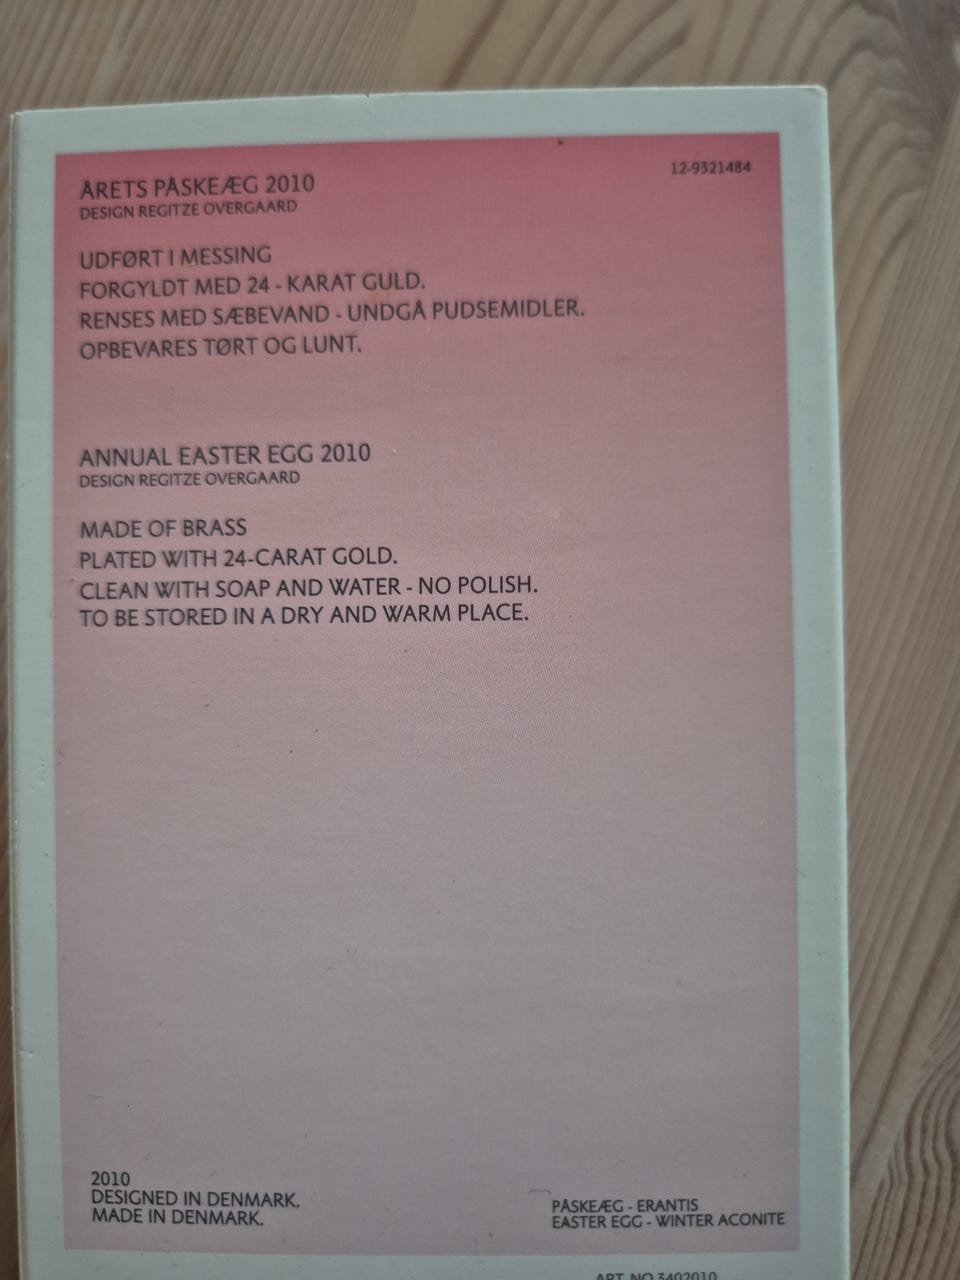 12-9321484
ÅRETS PÅSKEÆG 2010
DESIGN REGITZE OVERGAARD
UDFØRT I MESSING
FORGYLDT MED 24 - KARAT GULD.
RENSES MED SÆBEVAND - UNDGÅ PUDSEMIDLER.
OPBEVARES TØRT OG LUNT.
ANNUAL EASTER EGG 2010
DESIGN REGITZE OVERGAARD
MADE OF BRASS
PLATED WITH 24-CARAT GOLD.
CLEAN WITH SOAP AND WATER - NO POLISH.
TO BE STORED IN A DRY AND WARM PLACE.
2010
DESIGNED IN DENMARK.
MADE IN DENMARK.
PÅSKEÆG - ERANTIS
EASTER EGG - WINTER ACONITE
ART. NO 3402010